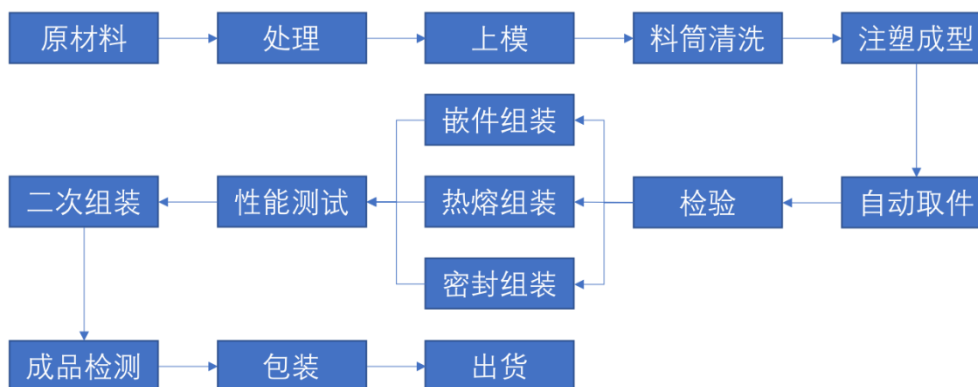 原材料
处理
上模
料筒清洗
注塑成型
自动取件
检验
嵌件组装
热熔组装
密封组装
性能测试
二次组装
成品检测
包装
出货